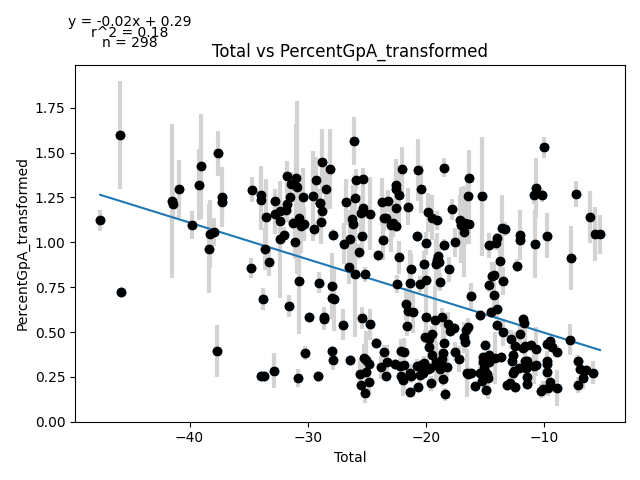 y = -0.02x + 0.29
r^2 = 0.18
n = 298
Total vs PercentGpA_transformed
PercentGpA_transformed
1.75
1.50
1.25
1.00
0.75
0.50
0.25
0.00
−40
−30
−20
−10
Total